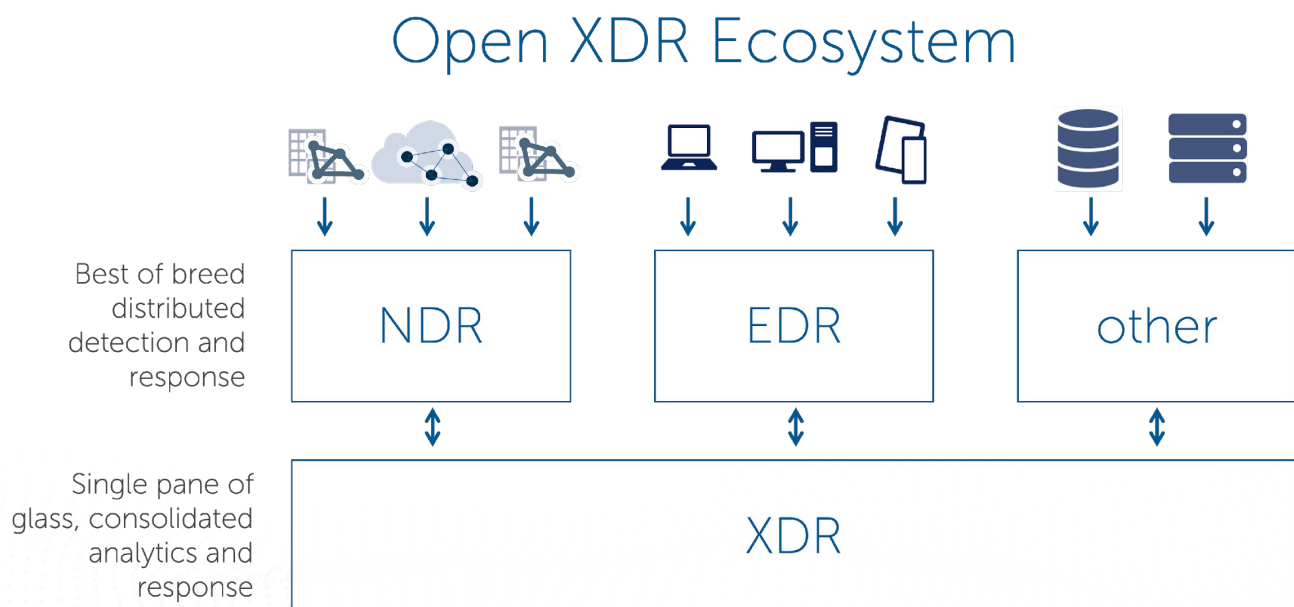 Open XDR Ecosystem
Best of breed
distributed
detection and
response
NDR
EDR
other
Single pane of
glass, consolidated
analytics and
response
XDR